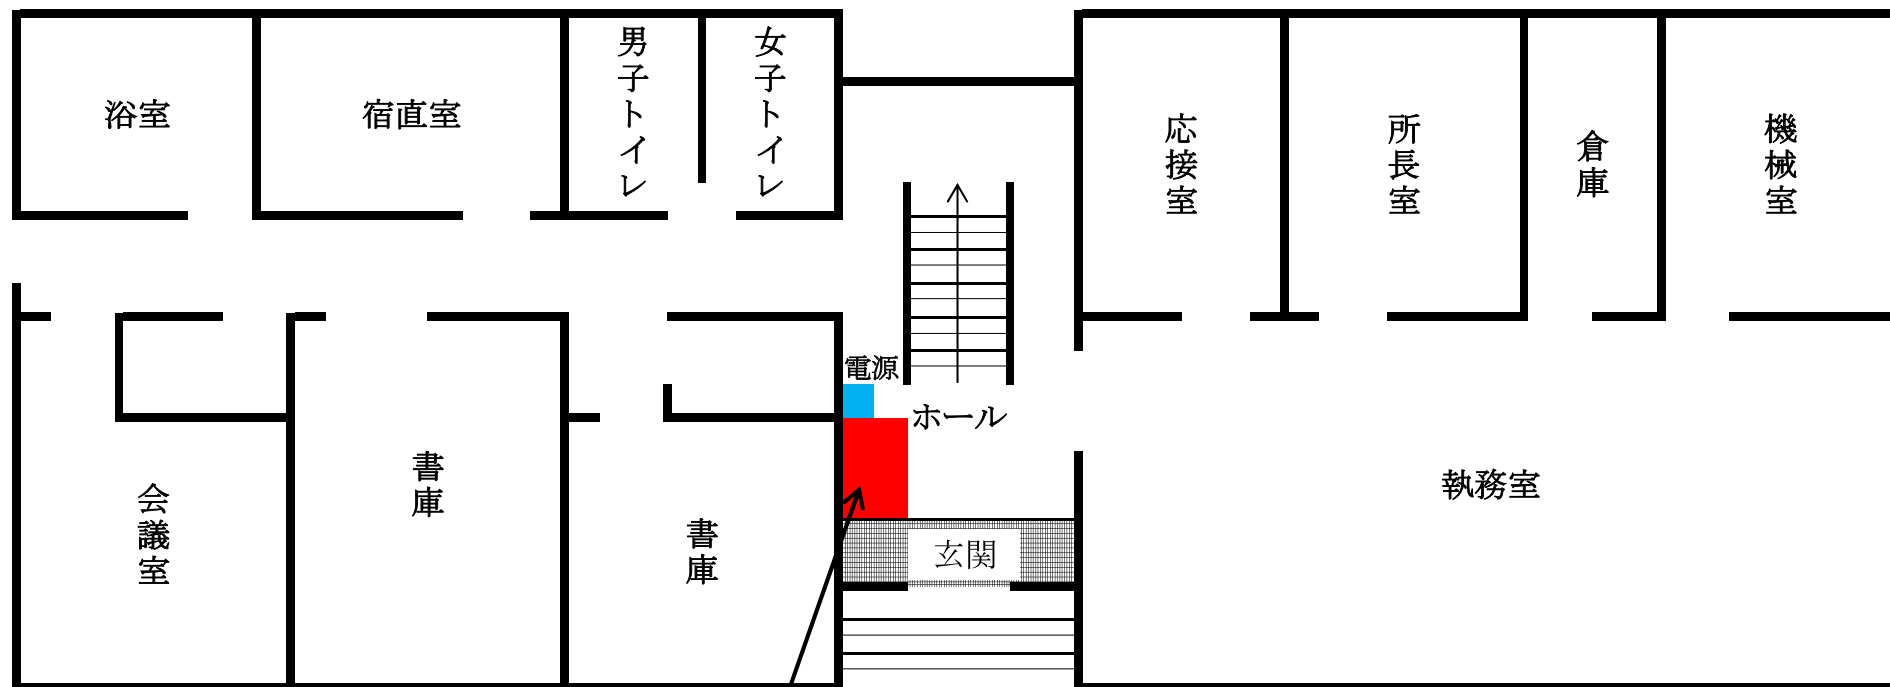 浴室
宿直室
男子トイレ
女子トイレ
応接室
所長室
倉庫
機械室
電源
ホール
執務室
会議室
書庫
書庫
玄関